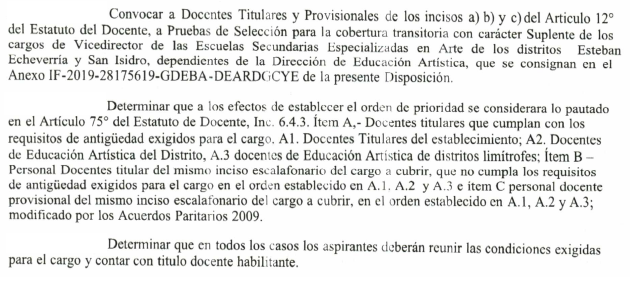 Convocar a Docentes Titulares y Provisionales de los incisos a) b) y c) del Articulo 12°
del Estatuto del Docente, a Pruebas de Selección para la cobertura transitoria con carácter Suplente de los
cargos de Vicedirector de las Escuelas Secundarias Especializadas en Arte de los distritos Esteban
Echeverría y San Isidro, dependientes de la Dirección de Educación Artística, que se consignan en el
Anexo IF-2019-28175619-GDEBA-DEARDGCYE de la presente Disposición.
Determinar que a los efectos de establecer el orden de prioridad se considerara lo pautado
en el Artículo 75° del Estatuto de Docente, Inc. 6.4.3. Ítem A,- Docentes titulares que cumplan con los
requisitos de antigüedad exigidos para el cargo. A1. Docentes Titulares del establecimiento; A2. Docentes
de Educación Artística del Distrito, A.3 docentes de Educación Artistica de distritos limítrofes; Ítem B –
Personal Docentes titular del mismo inciso escalafonario del cargo a cubrir, que no cumpla los requisitos
de antigüedad exigidos para el cargo en el orden establecido en A.1, A.2 y A.3 e item C personal docente
provisional del mismo inciso escalafonario del cargo a cubrir, en el orden establecido en A.1, A.2 y A.3;
modificado por los Acuerdos Paritarios 2009.
Determinar que en todos los casos los aspirantes deberán reunir las condiciones exigidas
para el cargo y contar con titulo docente habilitante.